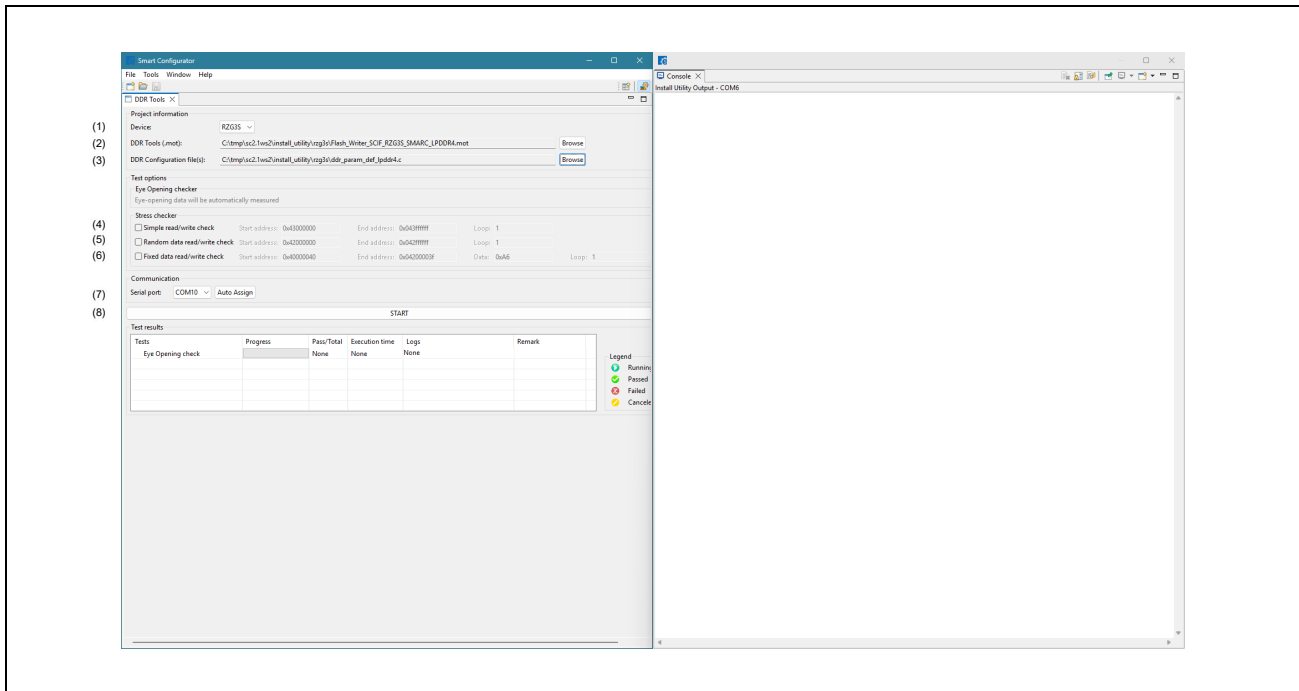 Smart Configurator
File Tools Window Help
DDR Tools
Project information
(1) Device: RZG3S
(2) DDR Tools (.mot): C:\tmp\sc2.1ws2\install_utility\rzg3s\Flash_Writer_SCIF_RZG3S_SMARC_LPDDR4.mot Browse
(3) DDR Configuration file(s): C:\tmp\sc2.1ws2\install_utility\rzg3s\ddr_param_def_lpddr4.c Browse
Test options
Eye Opening checker
Eye-opening data will be automatically measured
Stress checker
(4) Simple read/write check Start address: 0x43000000 End address: 0x043fffffff Loop: 1
(5) Random data read/write check Start address: 0x42000000 End address: 0x042fffffff Loop: 1
(6) Fixed data read/write check Start address: 0x40000040 End address: 0x04200003f Data: 0xA6 Loop: 1
Communication
(7) Serial port: COM10 Auto Assign
(8) START
Test results
Tests Progress Pass/Total Execution time Logs Remark
Eye Opening check None None None
Legend
Running
Passed
Failed
Cancele
Console
Install Utility Output - COM6